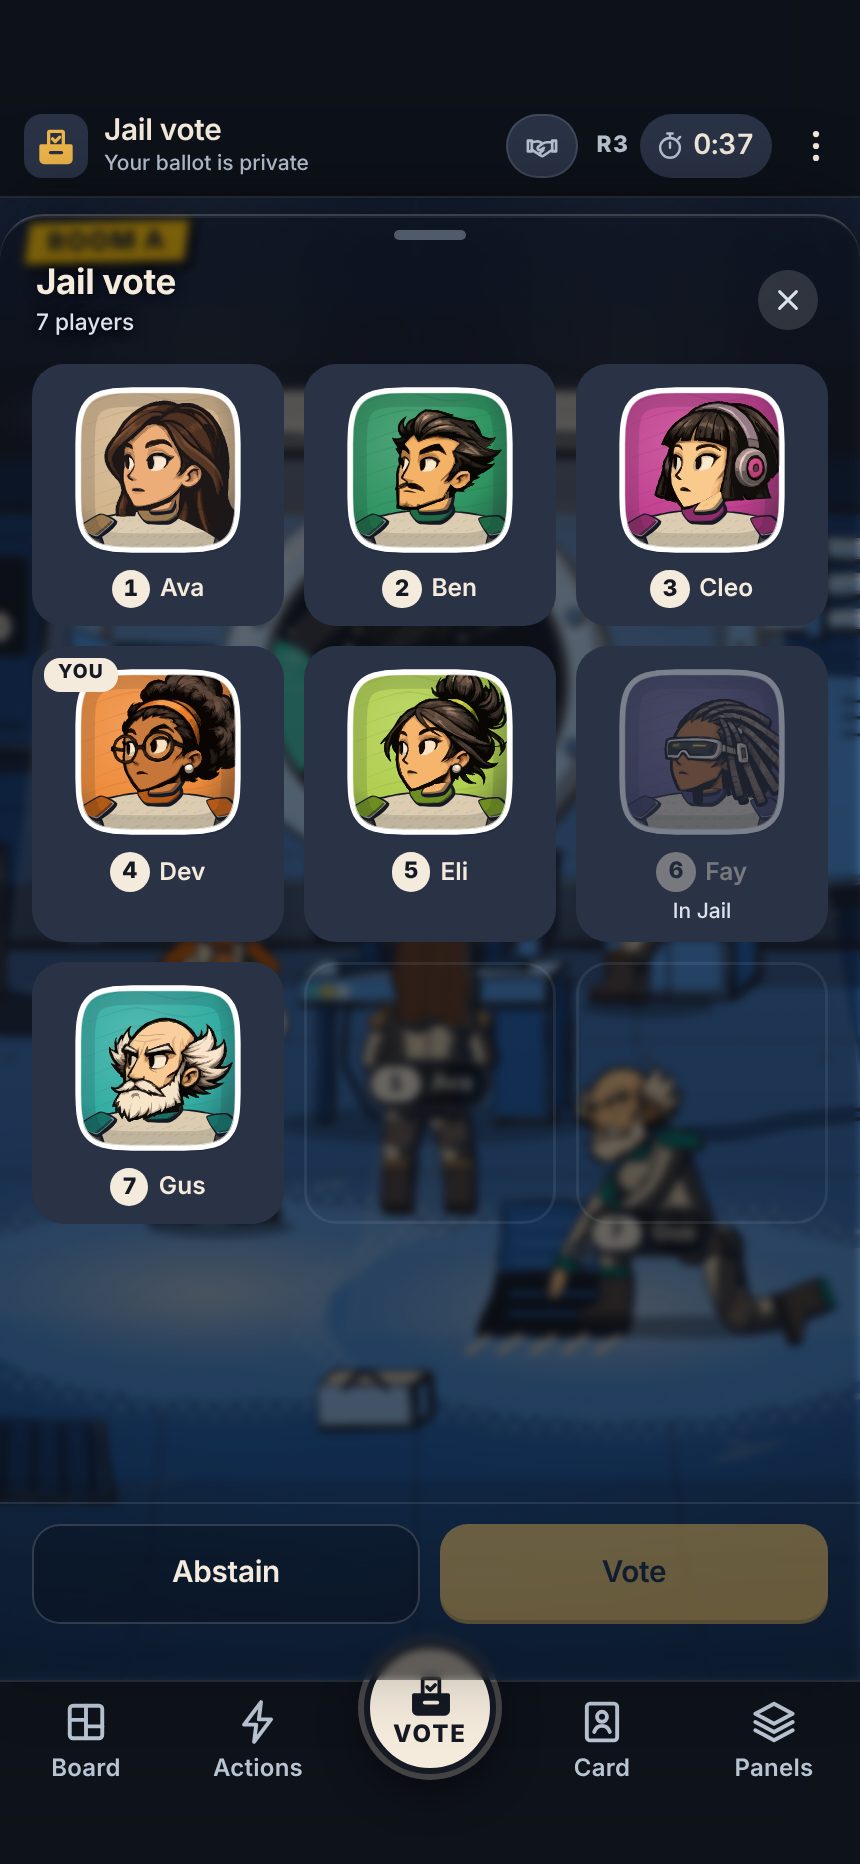 Jail vote
Your ballot is private
R3
0:37
ROOM A
Jail vote
7 players
1 Ava
2 Ben
3 Cleo
YOU
4 Dev
5 Eli
6 Fay
In Jail
7 Gus
Abstain
Vote
VOTE
Board
Actions
Card
Panels